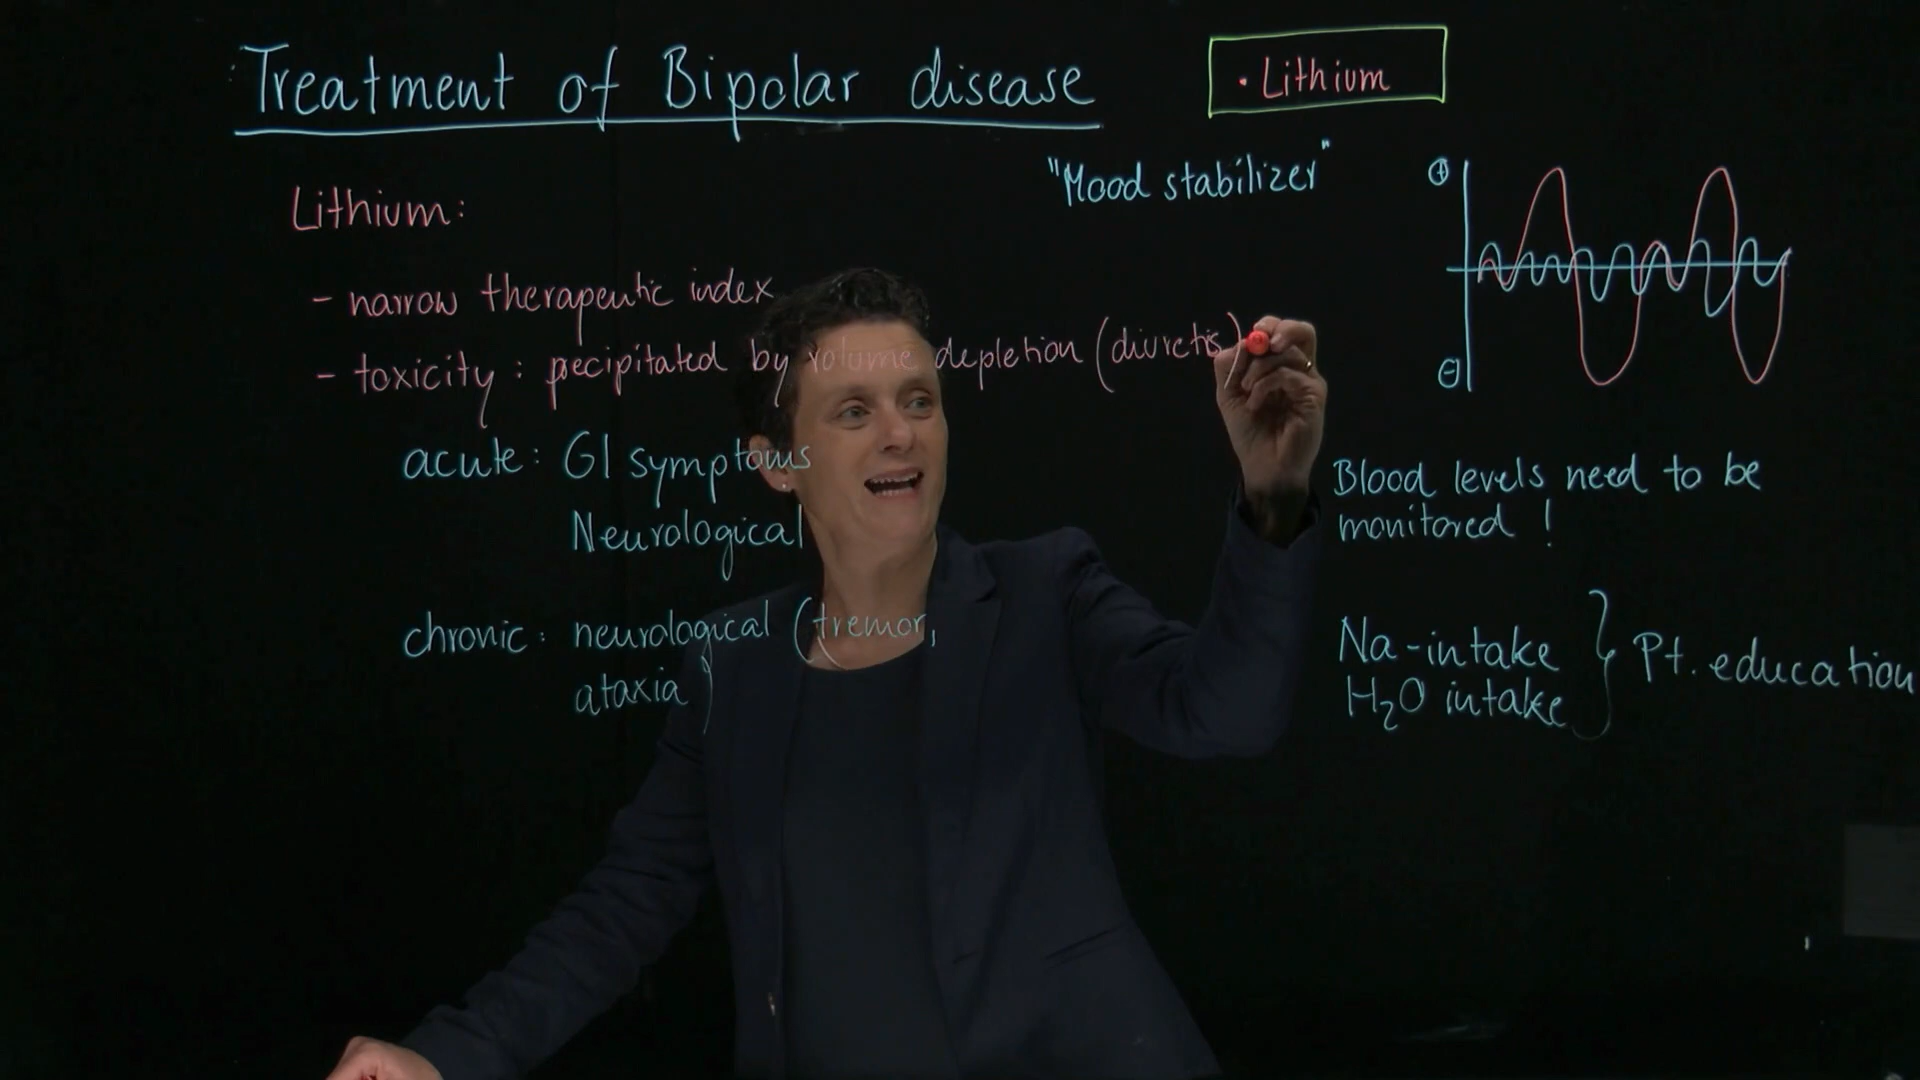 Treatment of Bipolar disease
• Lithium
"Mood stabilizer"
+
-
Lithium:
- narrow therapeutic index
- toxicity : precipitated by volume depletion (diuretis)
acute: GI symptoms
Neurological
chronic: neurological (tremor,
ataxia)
Blood levels need to be
monitored !
Na-intake
H₂O intake
} Pt. education